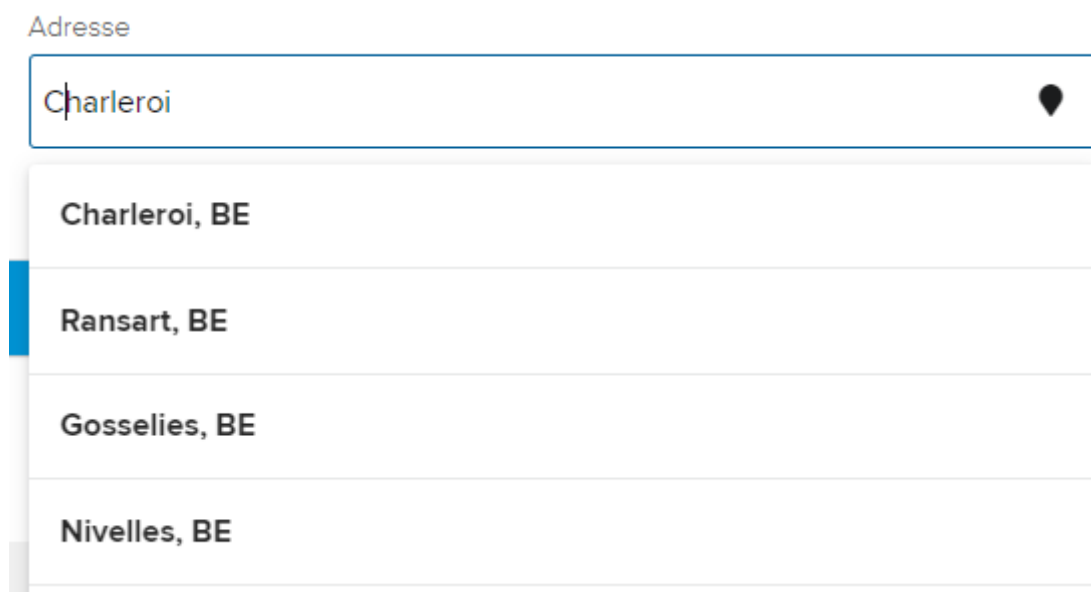 Adresse
Charleroi
Charleroi, BE
Ransart, BE
Gosselies, BE
Nivelles, BE